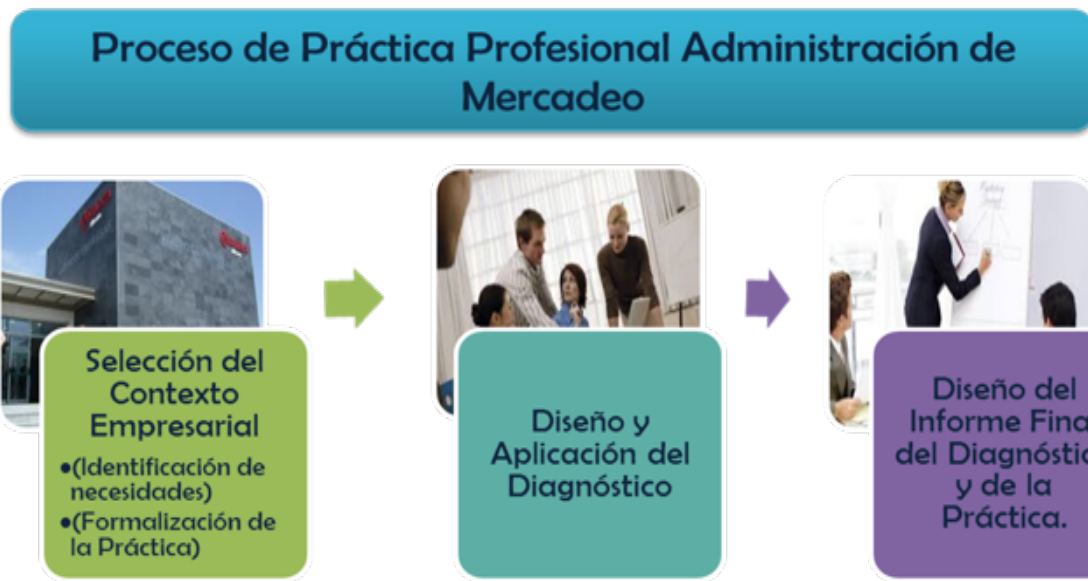 Proceso de Práctica Profesional Administración de
Mercadeo
Selección del
Contexto
Empresarial
•(Identificación de
necesidades)
•(Formalización de
la Práctica)
Diseño y
Aplicación del
Diagnóstico
Diseño del
Informe Fina
del Diagnóstic
y de la
Práctica.